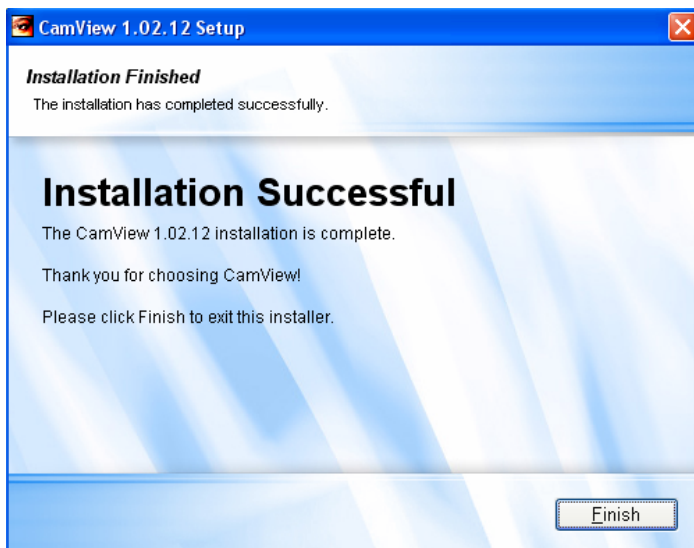 CamView 1.02.12 Setup
Installation Finished
The installation has completed successfully.
Installation Successful
The CamView 1.02.12 installation is complete.
Thank you for choosing CamView!
Please click Finish to exit this installer.
Finish